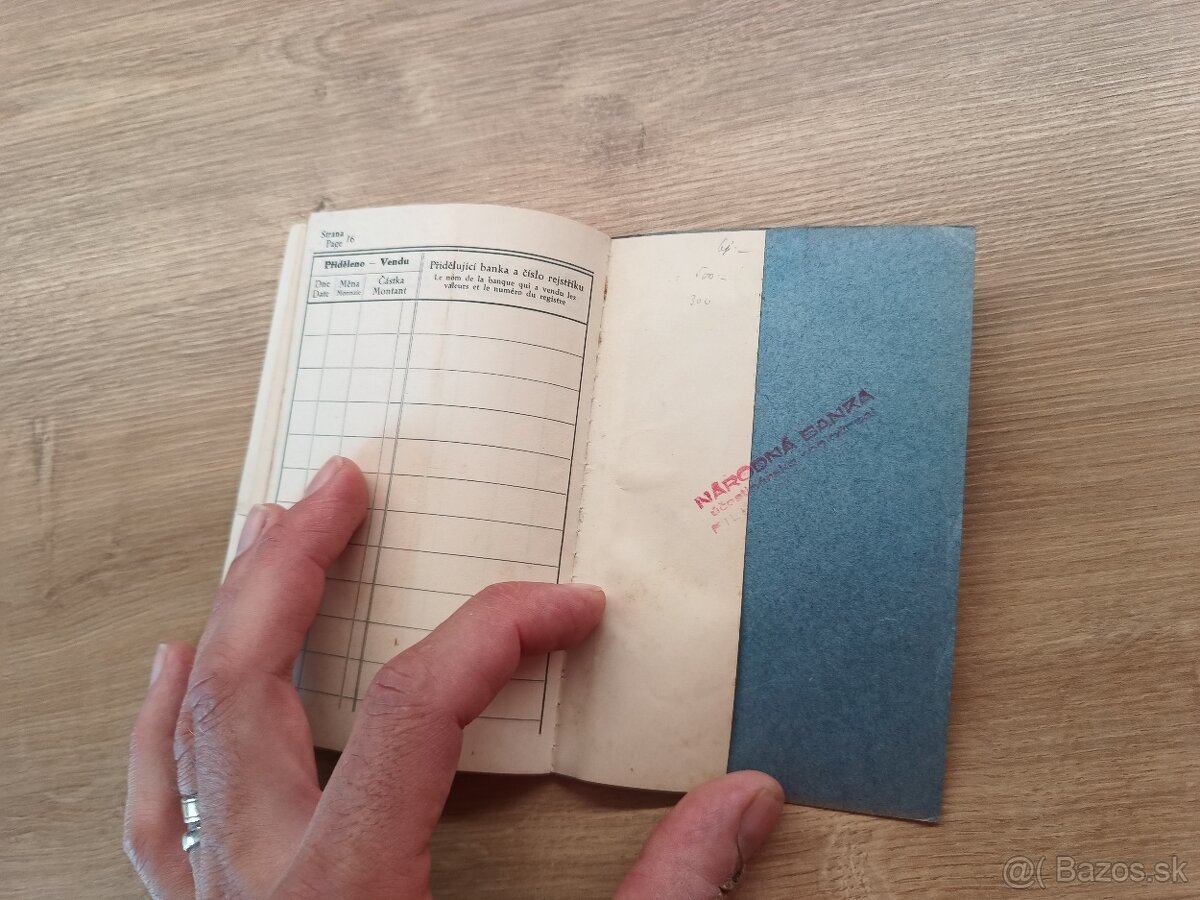 Strana
Page 16
Přiděleno – Vendu
Dne
Date
Měna
Monnaie
Částka
Montant
Přidělující banka a číslo rejstříku
Le nom de la banque qui a vendu les
valeurs et le numéro du registre
500 -
300
NÁRODNÁ BANKA
@( Bazos.sk